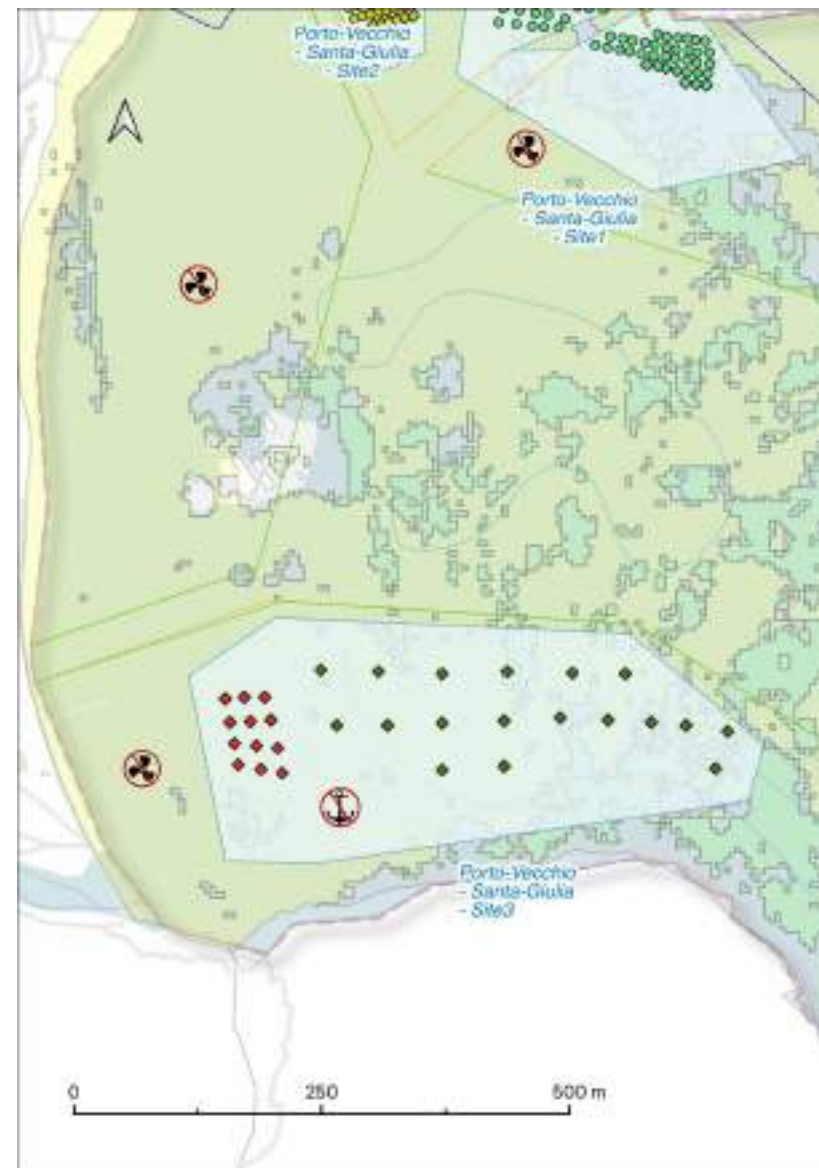 Porto-Vecchio
- Santa-Giulia
- Site2
Porto-Vecchio
- Santa-Giulia
- Site1
Porto-Vecchio
- Santa-Giulia
- Site3
0 250 500 m